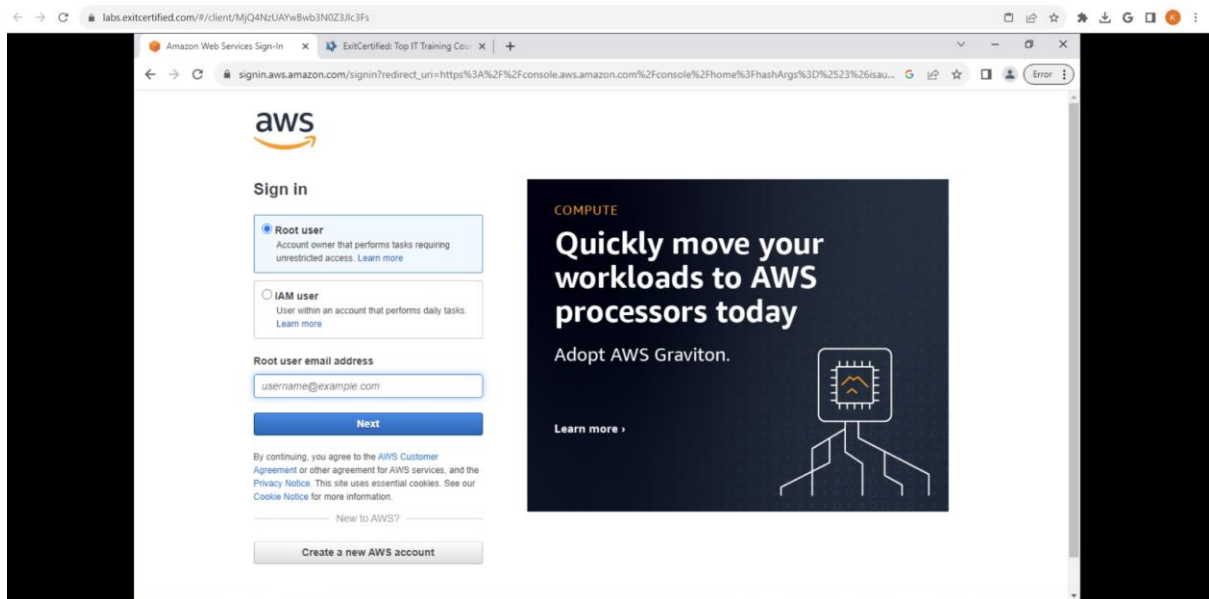 labs.exitcertified.com/#/client/MjQ4NzUAYwBwb3N0Z3Jlc3Fs
G
K
Amazon Web Services Sign-In
ExitCertified: Top IT Training Cou
signin.aws.amazon.com/signin?redirect_uri=https%3A%2F%2Fconsole.aws.amazon.com%2Fconsole%2Fhome%3FhashArgs%3D%2523%26isau...
G
Error
aws
Sign in
Root user
Account owner that performs tasks requiring
unrestricted access. Learn more
IAM user
User within an account that performs daily tasks.
Learn more
Root user email address
username@example.com
Next
By continuing, you agree to the AWS Customer
Agreement or other agreement for AWS services, and the
Privacy Notice. This site uses essential cookies. See our
Cookie Notice for more information.
New to AWS?
Create a new AWS account
COMPUTE
Quickly move your
workloads to AWS
processors today
Adopt AWS Graviton.
Learn more ›